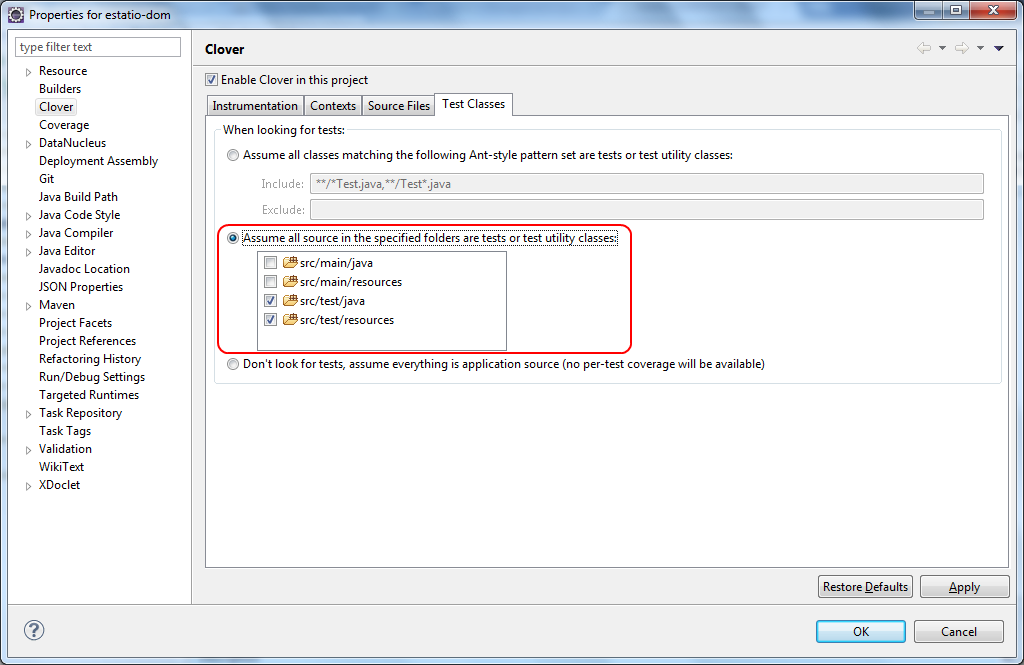 Properties for estatio-dom
type filter text
Resource
Builders
Clover
Coverage
DataNucleus
Deployment Assembly
Git
Java Build Path
Java Code Style
Java Compiler
Java Editor
Javadoc Location
JSON Properties
Maven
Project Facets
Project References
Refactoring History
Run/Debug Settings
Targeted Runtimes
Task Repository
Task Tags
Validation
WikiText
XDoclet
Clover
Enable Clover in this project
Instrumentation Contexts Source Files Test Classes
When looking for tests:
Assume all classes matching the following Ant-style pattern set are tests or test utility classes:
Include: **/*Test.java,**/Test*.java
Exclude:
Assume all source in the specified folders are tests or test utility classes:
src/main/java
src/main/resources
src/test/java
src/test/resources
Don't look for tests, assume everything is application source (no per-test coverage will be available)
Restore Defaults Apply
? OK Cancel